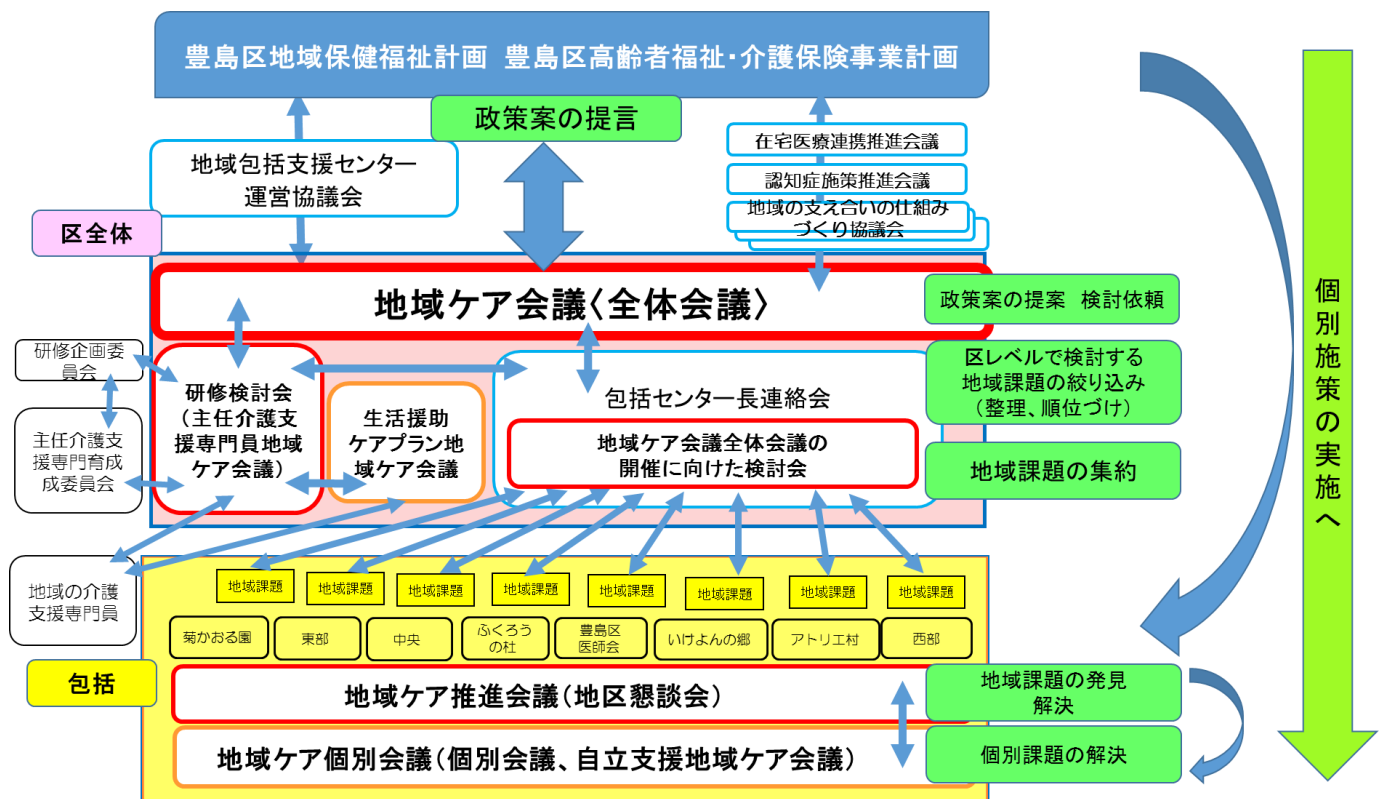 豊島区地域保健福祉計画 豊島区高齢者福祉・介護保険事業計画
政策案の提言
地域包括支援センター
運営協議会
在宅医療連携推進会議
認知症施策推進会議
地域の支え合いの仕組み
づくり協議会
区全体
地域ケア会議〈全体会議〉
政策案の提案 検討依頼
研修企画委
員会
主任介護支
援専門育成
成委員会
研修検討会
(主任介護支
援専門員地域
ケア会議)
生活援助
ケアプラン地
域ケア会議
包括センター長連絡会
地域ケア会議全体会議の
開催に向けた検討会
区レベルで検討する
地域課題の絞り込み
(整理、順位づけ)
地域課題の集約
個別施策の実施へ
地域の介護
支援専門員
地域課題
地域課題
地域課題
地域課題
地域課題
地域課題
地域課題
地域課題
菊かおる園
東部
中央
ふくろう
の杜
豊島区
医師会
いけよんの郷
アトリエ村
西部
包括
地域ケア推進会議(地区懇談会)
地域課題の発見
解決
地域ケア個別会議(個別会議、自立支援地域ケア会議)
個別課題の解決